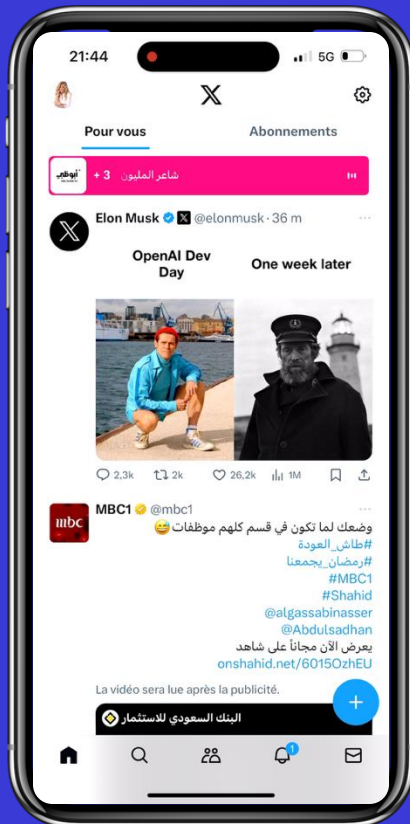 21:44
5G
X
Pour vous
Abonnements
أبوظبي
شاعر المليون
+ 3
Elon Musk X @elonmusk · 36 m
OpenAI Dev Day
One week later
2,3k 2k 26,2k 1M
mbc
MBC1 @mbc1
وضعك لما تكون في قسم كلهم موظفات 😅
#طاش_العودة
#رمضان_يجمعنا
#MBC1
#Shahid
@algassabinasser
@Abdulsadhan
يعرض الآن مجاناً على شاهد
onshahid.net/6015OzhEU
La vidéo sera lue après la publicité.
البنك السعودي للاستثمار
1